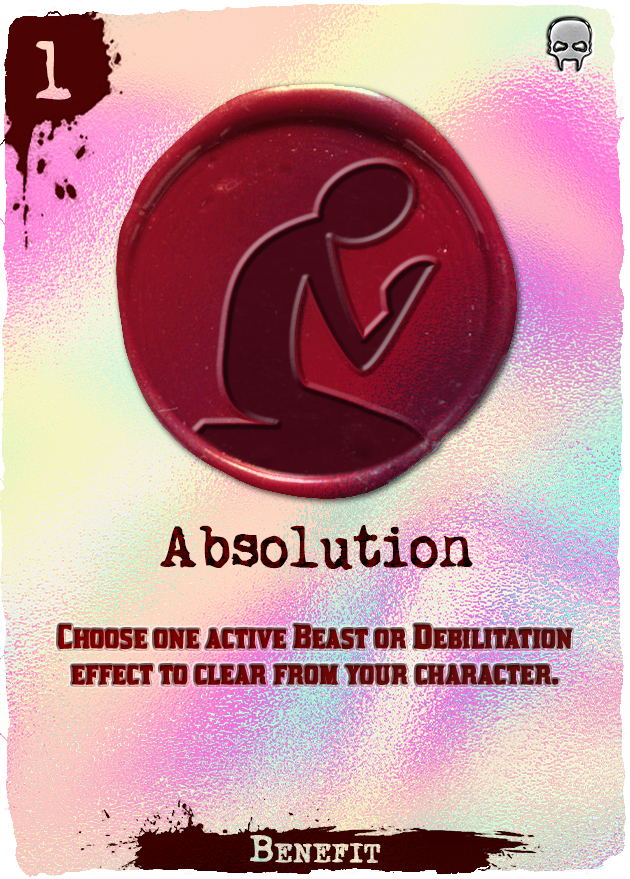 1
Absolution
Choose one active Beast or Debilitation
effect to clear from your character.
Benefit